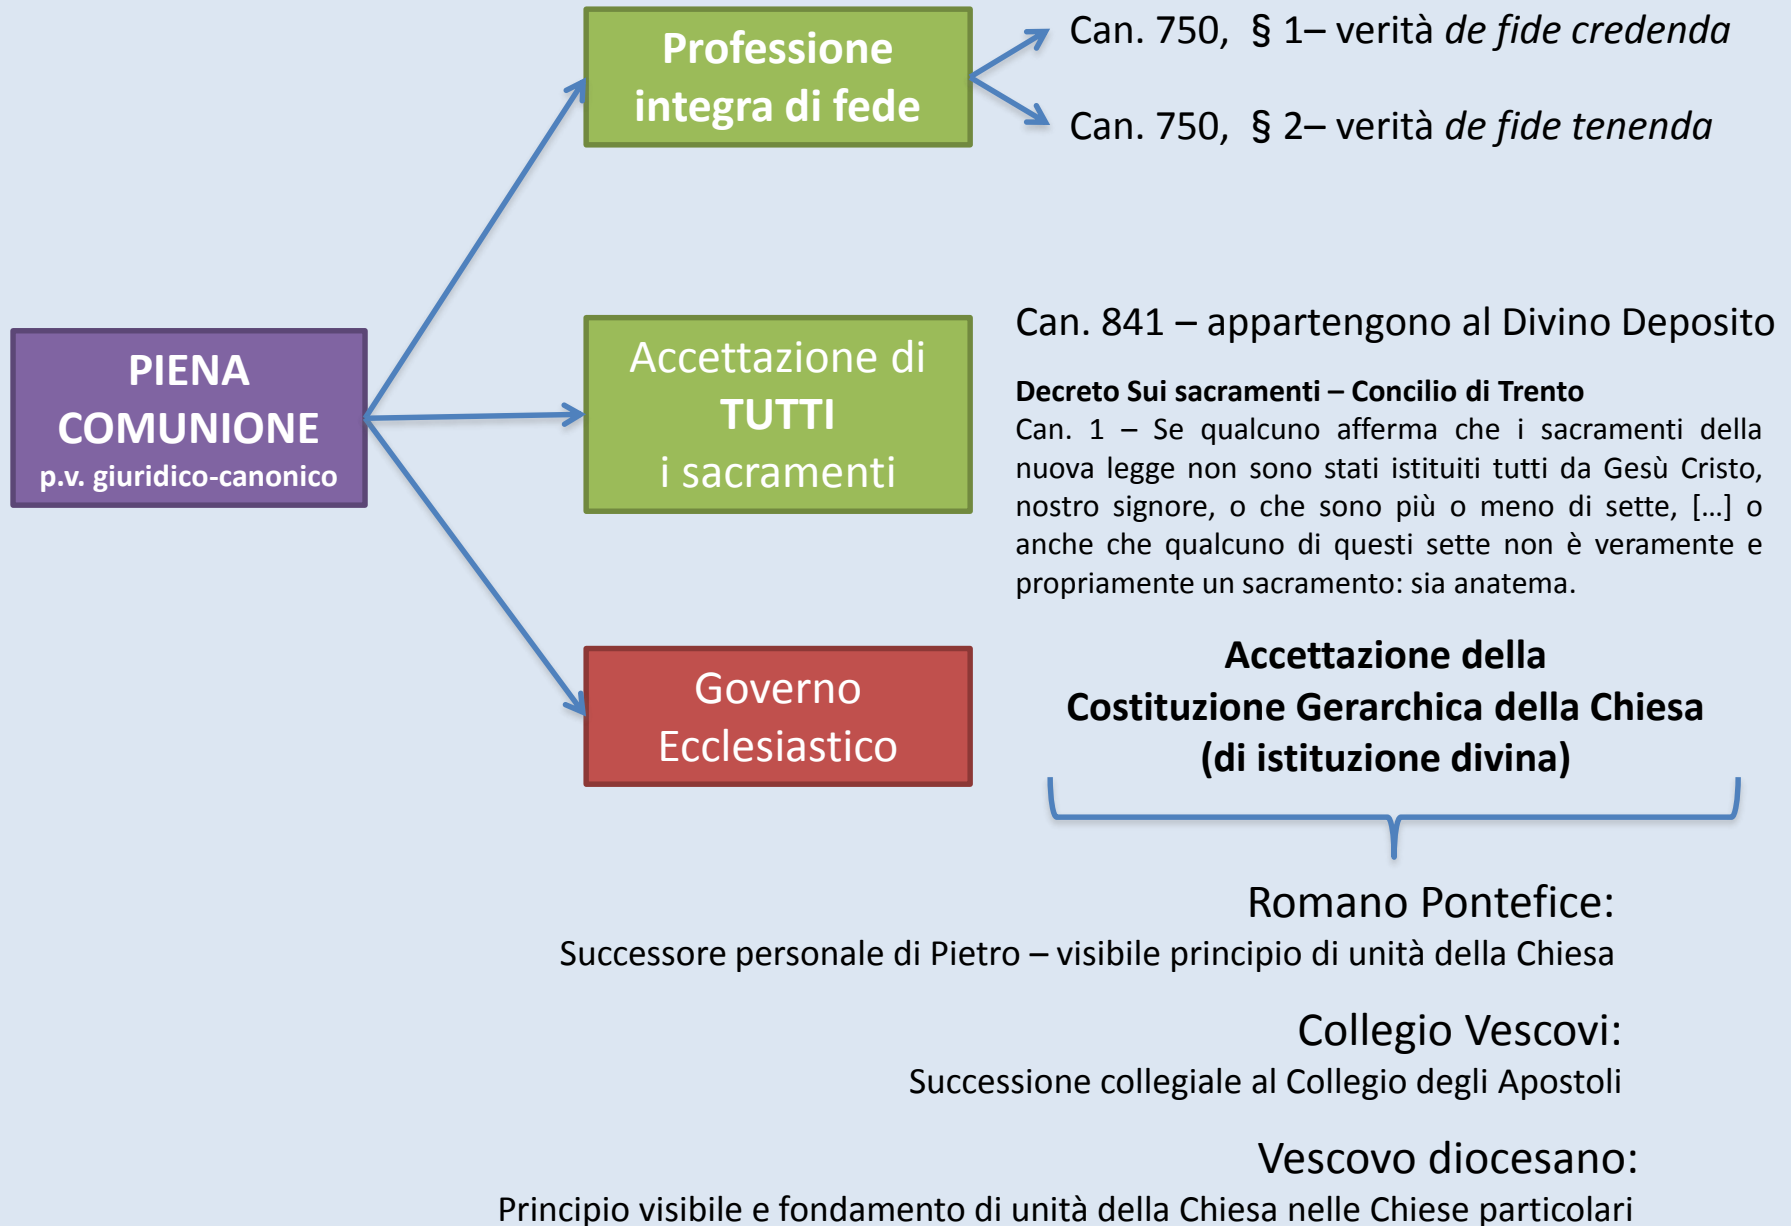 Professione
integra di fede
Can. 750, § 1– verità de fide credenda
Can. 750, § 2– verità de fide tenenda
PIENA
COMUNIONE
p.v. giuridico-canonico
Accettazione di
TUTTI
i sacramenti
Can. 841 – appartengono al Divino Deposito
Decreto Sui sacramenti – Concilio di Trento
Can. 1 – Se qualcuno afferma che i sacramenti della
nuova legge non sono stati istituiti tutti da Gesù Cristo,
nostro signore, o che sono più o meno di sette, […] o
anche che qualcuno di questi sette non è veramente e
propriamente un sacramento: sia anatema.
Governo
Ecclesiastico
Accettazione della
Costituzione Gerarchica della Chiesa
(di istituzione divina)
Romano Pontefice:
Successore personale di Pietro – visibile principio di unità della Chiesa
Collegio Vescovi:
Successione collegiale al Collegio degli Apostoli
Vescovo diocesano:
Principio visibile e fondamento di unità della Chiesa nelle Chiese particolari